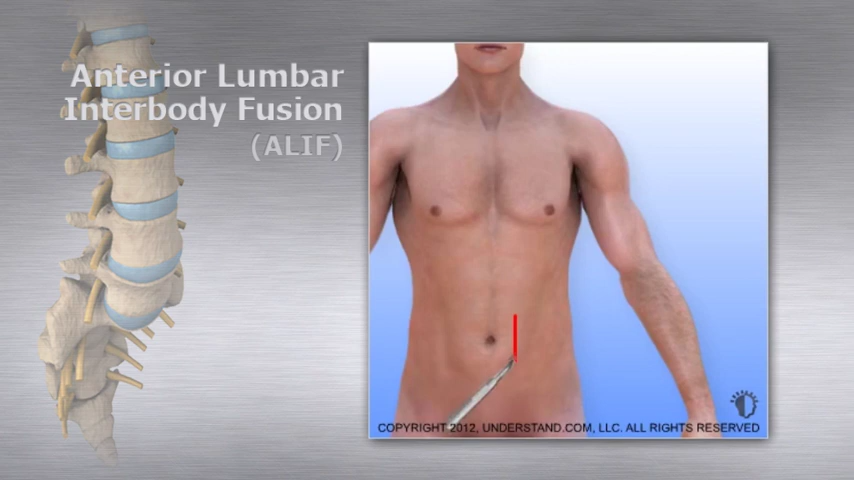 Anterior Lumbar
Interbody Fusion
(ALIF)
COPYRIGHT 2012, UNDERSTAND.COM, LLC. ALL RIGHTS RESERVED